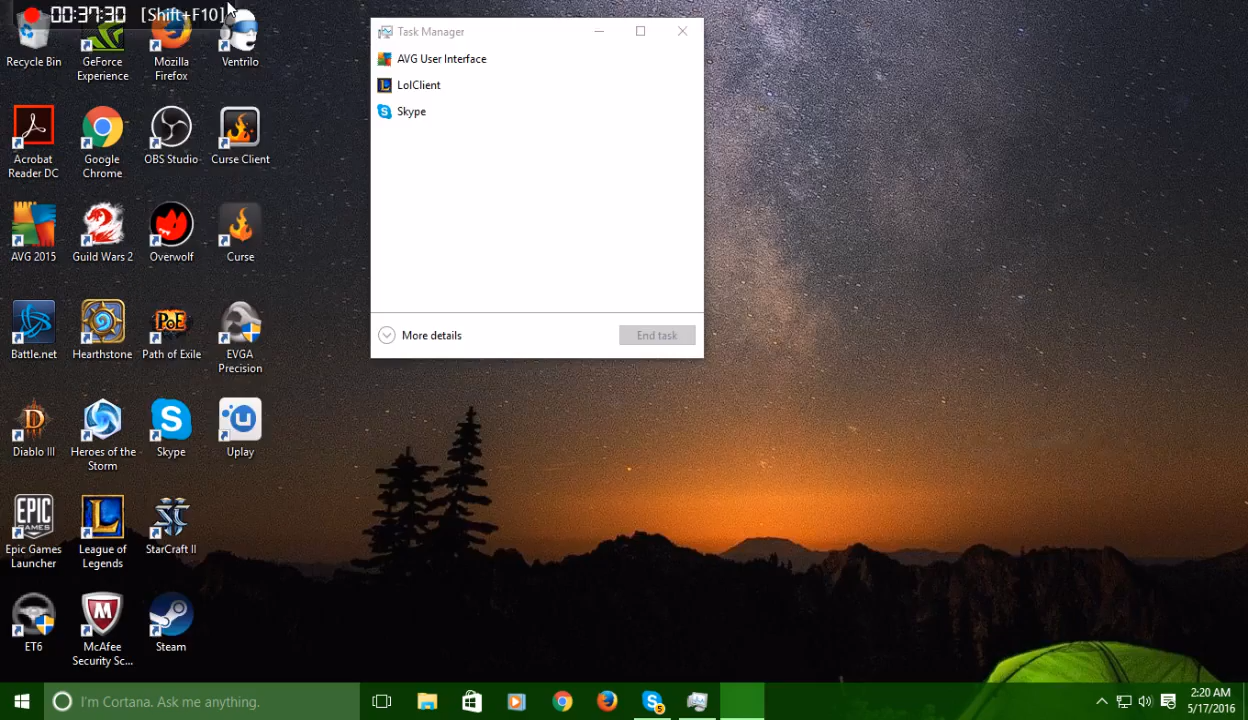 00:37:30 [Shift+F10]
Recycle Bin
GeForce
Experience
Mozilla
Firefox
Ventrilo
Acrobat
Reader DC
Google
Chrome
OBS Studio
Curse Client
AVG 2015
Guild Wars 2
Overwolf
Curse
Battle.net
Hearthstone
PoE
Path of Exile
EVGA
Precision
Diablo III
Heroes of the
Storm
Skype
Uplay
EPIC
GAMES
Epic Games
Launcher
League of
Legends
StarCraft II
ET6
McAfee
Security Sc...
Steam
Task Manager
AVG User Interface
LolClient
Skype
More details
End task
I'm Cortana. Ask me anything.
5
2:20 AM
5/17/2016